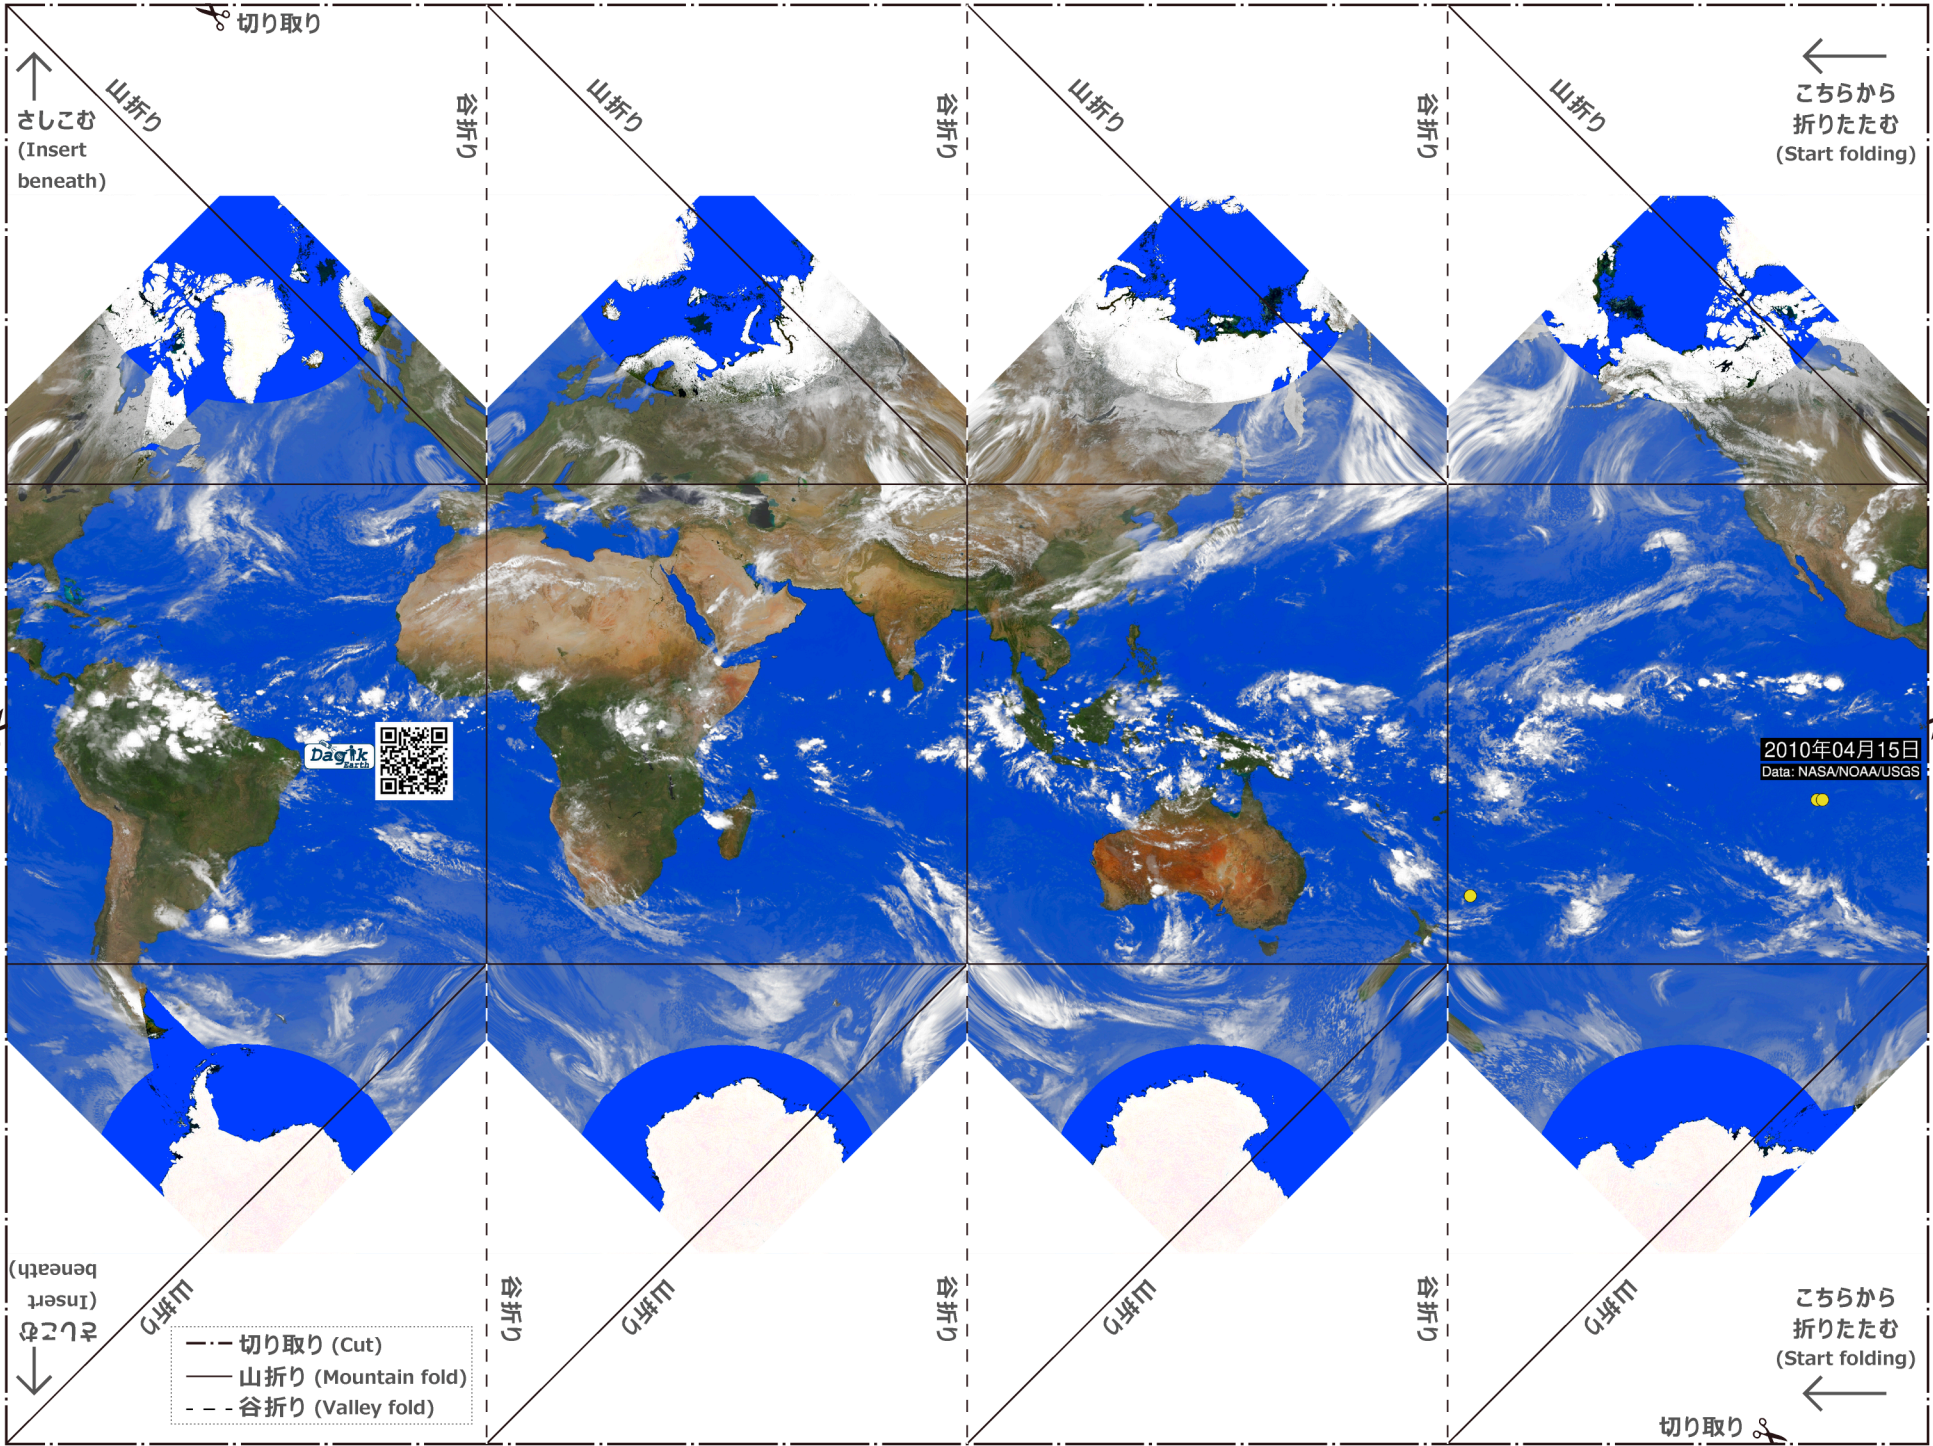 切り取り
山折り
谷折り
山折り
谷折り
山折り
谷折り
山折り
さしこむ
(Insert
beneath)
こちらから
折りたたむ
(Start folding)
Dagik
Earth
2010年04月15日
Data: NASA/NOAA/USGS
さしこむ
(Insert
beneath)
山折り
谷折り
山折り
谷折り
山折り
谷折り
山折り
こちらから
折りたたむ
(Start folding)
切り取り (Cut)
山折り (Mountain fold)
谷折り (Valley fold)
切り取り